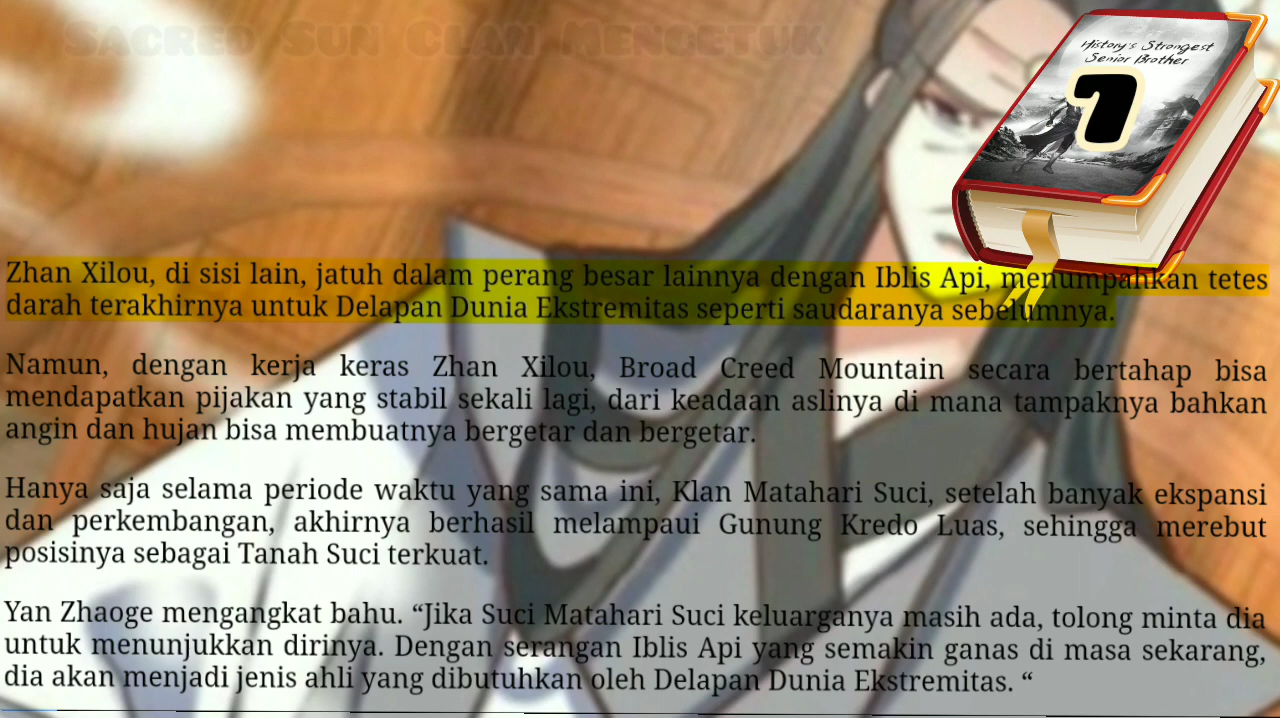 Sacred Sun Clan Mengetuk
History's Strongest
Senior Brother
7
Zhan Xilou, di sisi lain, jatuh dalam perang besar lainnya dengan Iblis Api, menumpahkan tetes
darah terakhirnya untuk Delapan Dunia Ekstremitas seperti saudaranya sebelumnya.
Namun, dengan kerja keras Zhan Xilou, Broad Creed Mountain secara bertahap bisa
mendapatkan pijakan yang stabil sekali lagi, dari keadaan aslinya di mana tampaknya bahkan
angin dan hujan bisa membuatnya bergetar dan bergetar.
Hanya saja selama periode waktu yang sama ini, Klan Matahari Suci, setelah banyak ekspansi
dan perkembangan, akhirnya berhasil melampaui Gunung Kredo Luas, sehingga merebut
posisinya sebagai Tanah Suci terkuat.
Yan Zhaoge mengangkat bahu. “Jika Suci Matahari Suci keluarganya masih ada, tolong minta dia
untuk menunjukkan dirinya. Dengan serangan Iblis Api yang semakin ganas di masa sekarang,
dia akan menjadi jenis ahli yang dibutuhkan oleh Delapan Dunia Ekstremitas. “